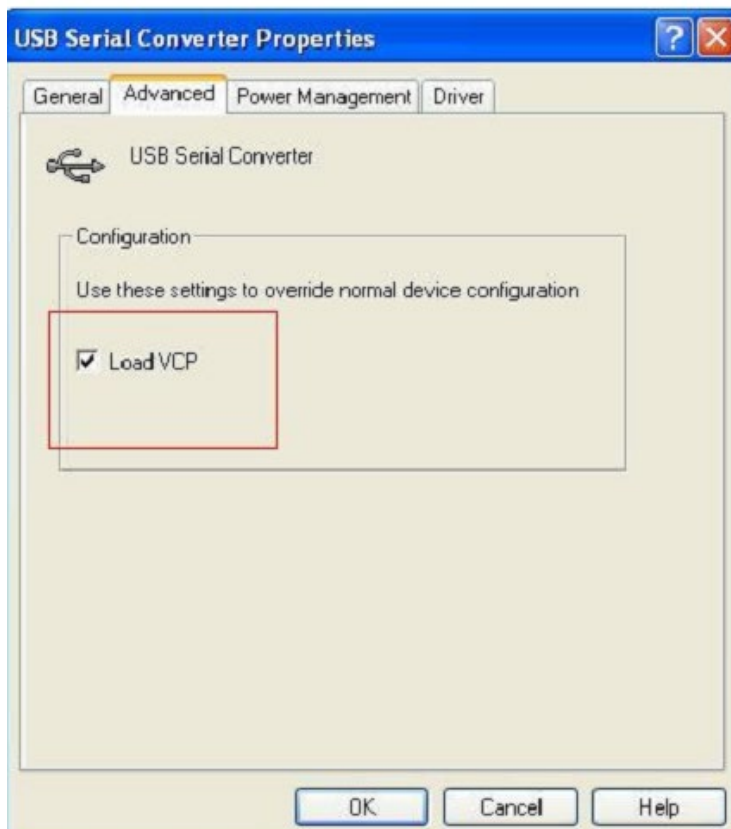 USB Serial Converter Properties
General Advanced Power Management Driver
USB Serial Converter
Configuration
Use these settings to override normal device configuration
Load VCP
OK Cancel Help